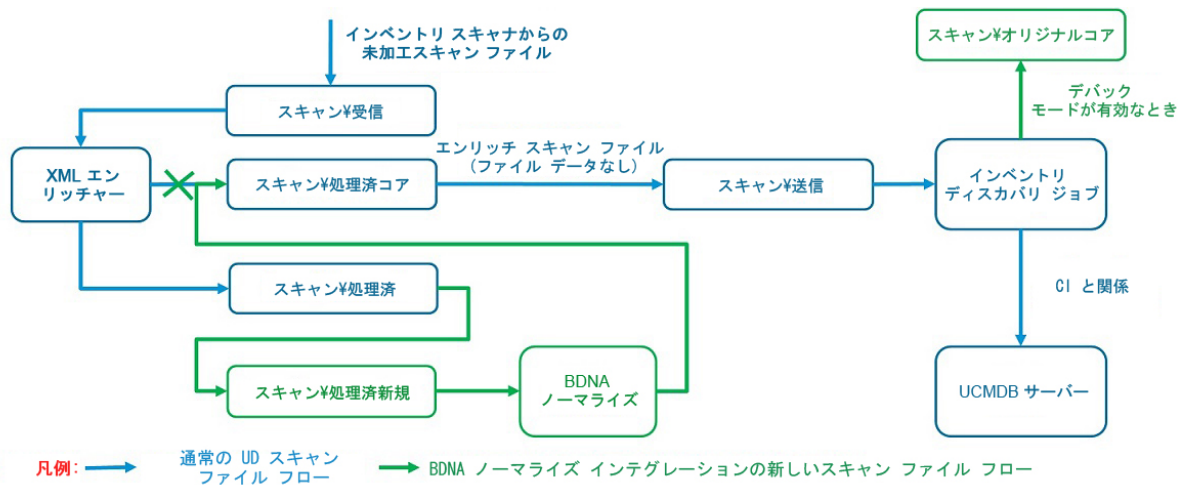 インベントリ スキャナからの
未加工スキャン ファイル
スキャン¥オリジナルコア
スキャン¥受信
デバック
モードが有効なとき
XML エン
リッチャー
スキャン¥処理済コア
エンリッチ スキャン ファイル
(ファイル データなし)
スキャン¥送信
インベントリ
ディスカバリ ジョブ
スキャン¥処理済
CI と関係
スキャン¥処理済新規
BDNA
ノーマライズ
UCMDB サーバー
凡例:
通常の UD スキャン
ファイル フロー
BDNA ノーマライズ インテグレーションの新しいスキャン ファイル フロー